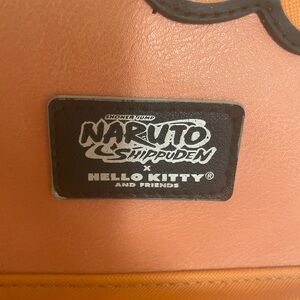 SHONEN JUMP
NARUTO
SHIPPUDEN
X
HELLO KITTY®
AND FRIENDS